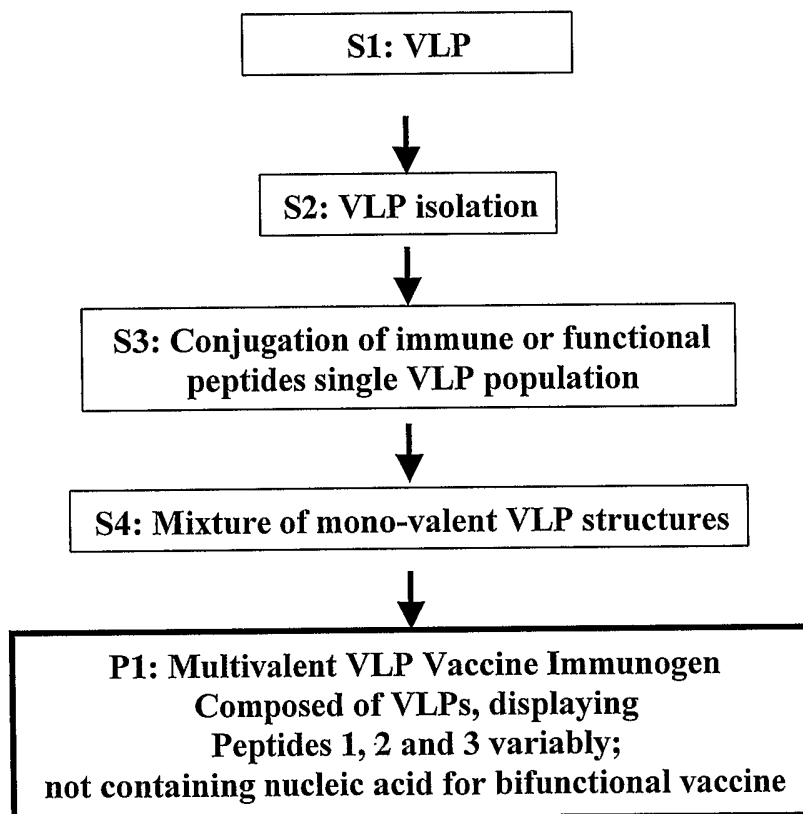 S1: VLP
S2: VLP isolation
S3: Conjugation of immune or functional
peptides single VLP population
S4: Mixture of mono-valent VLP structures
P1: Multivalent VLP Vaccine Immunogen
Composed of VLPs, displaying
Peptides 1, 2 and 3 variably;
not containing nucleic acid for bifunctional vaccine